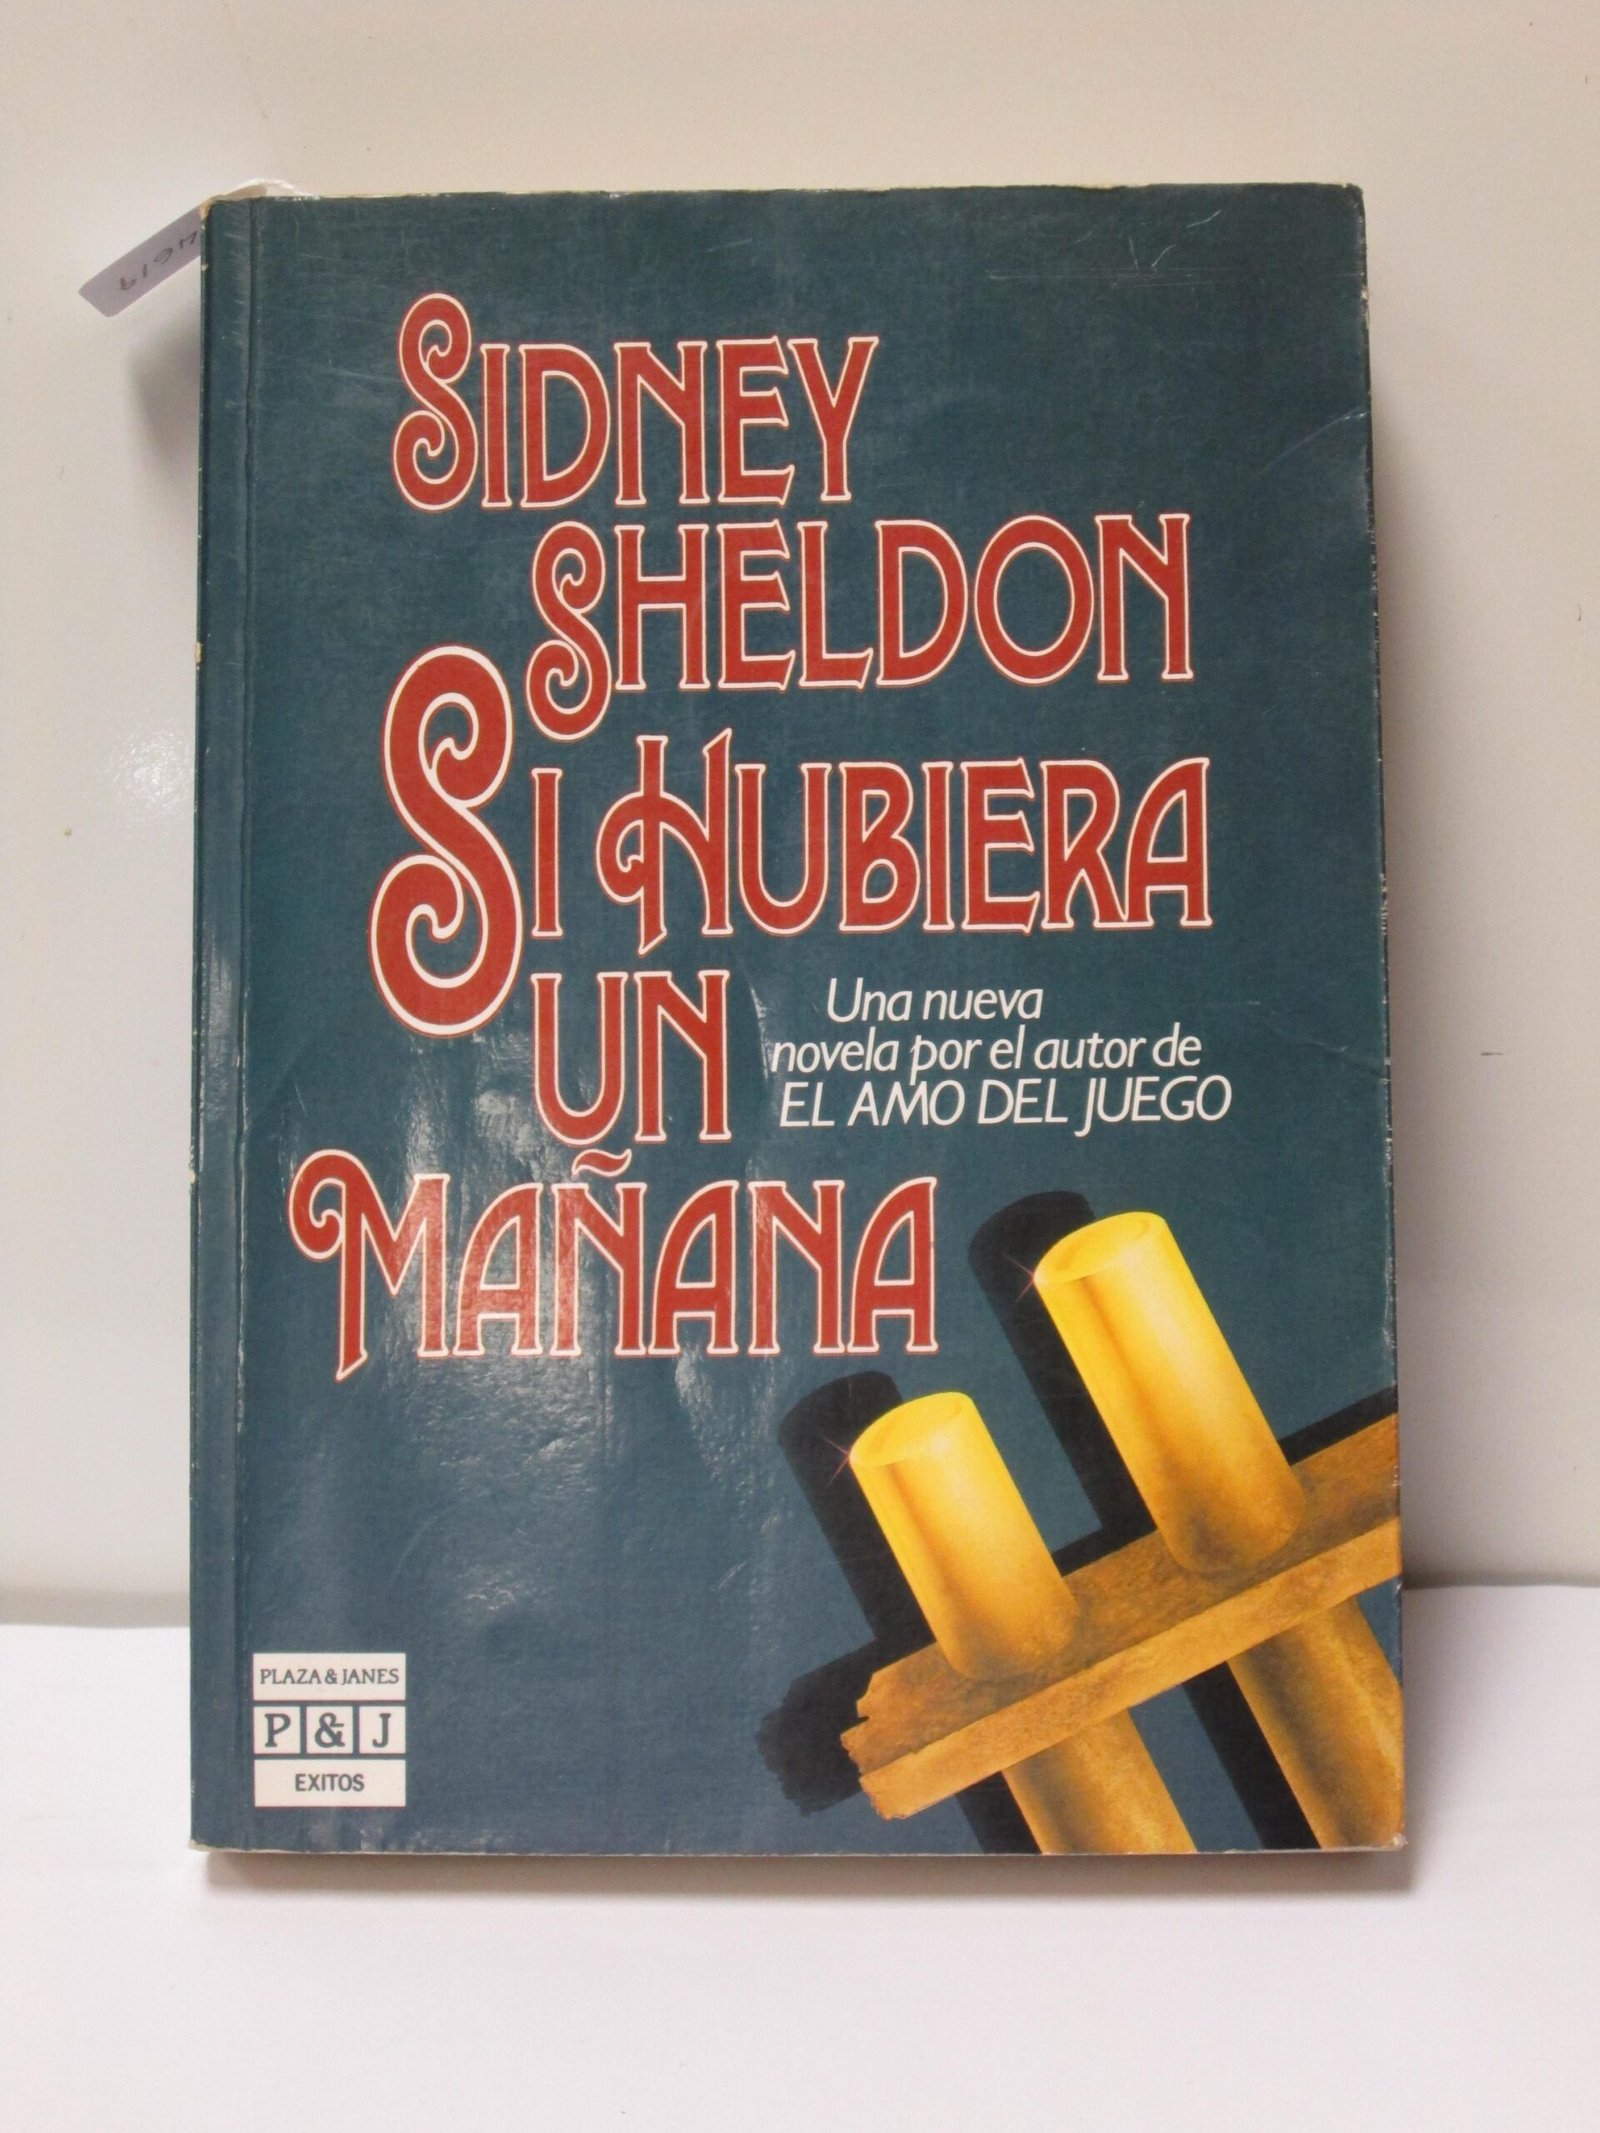 SIDNEY
SHELDON
SI HUBIERA
UN
MAÑANA
Una nueva
novela por el autor de
EL AMO DEL JUEGO
PLAZA & JANES
P & J
EXITOS